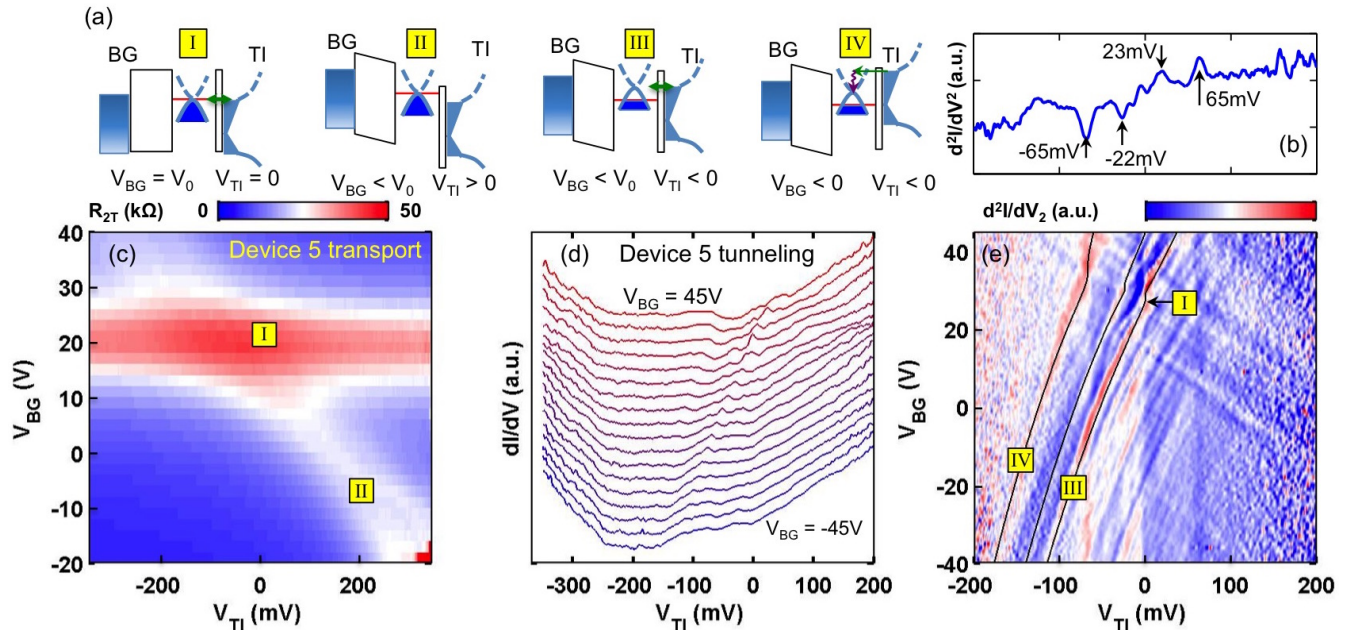 (a)
I
BG
TI
V_BG = V_0
V_TI = 0
II
BG
TI
V_BG < V_0
V_TI > 0
III
BG
TI
V_BG < V_0
V_TI < 0
IV
BG
TI
V_BG < 0
V_TI < 0
d²I/dV² (a.u.)
23mV
65mV
-65mV
-22mV
(b)
R_2T (kΩ)
0
50
(c)
Device 5 transport
I
II
V_BG (V)
40
30
20
10
0
-10
-20
-200
0
200
V_TI (mV)
(d)
Device 5 tunneling
V_BG = 45V
V_BG = -45V
dI/dV (a.u.)
-300
-200
-100
0
100
200
V_TI (mV)
d²I/dV_2 (a.u.)
(e)
I
IV
III
V_BG (V)
40
20
0
-20
-40
-200
-100
0
100
200
V_TI (mV)